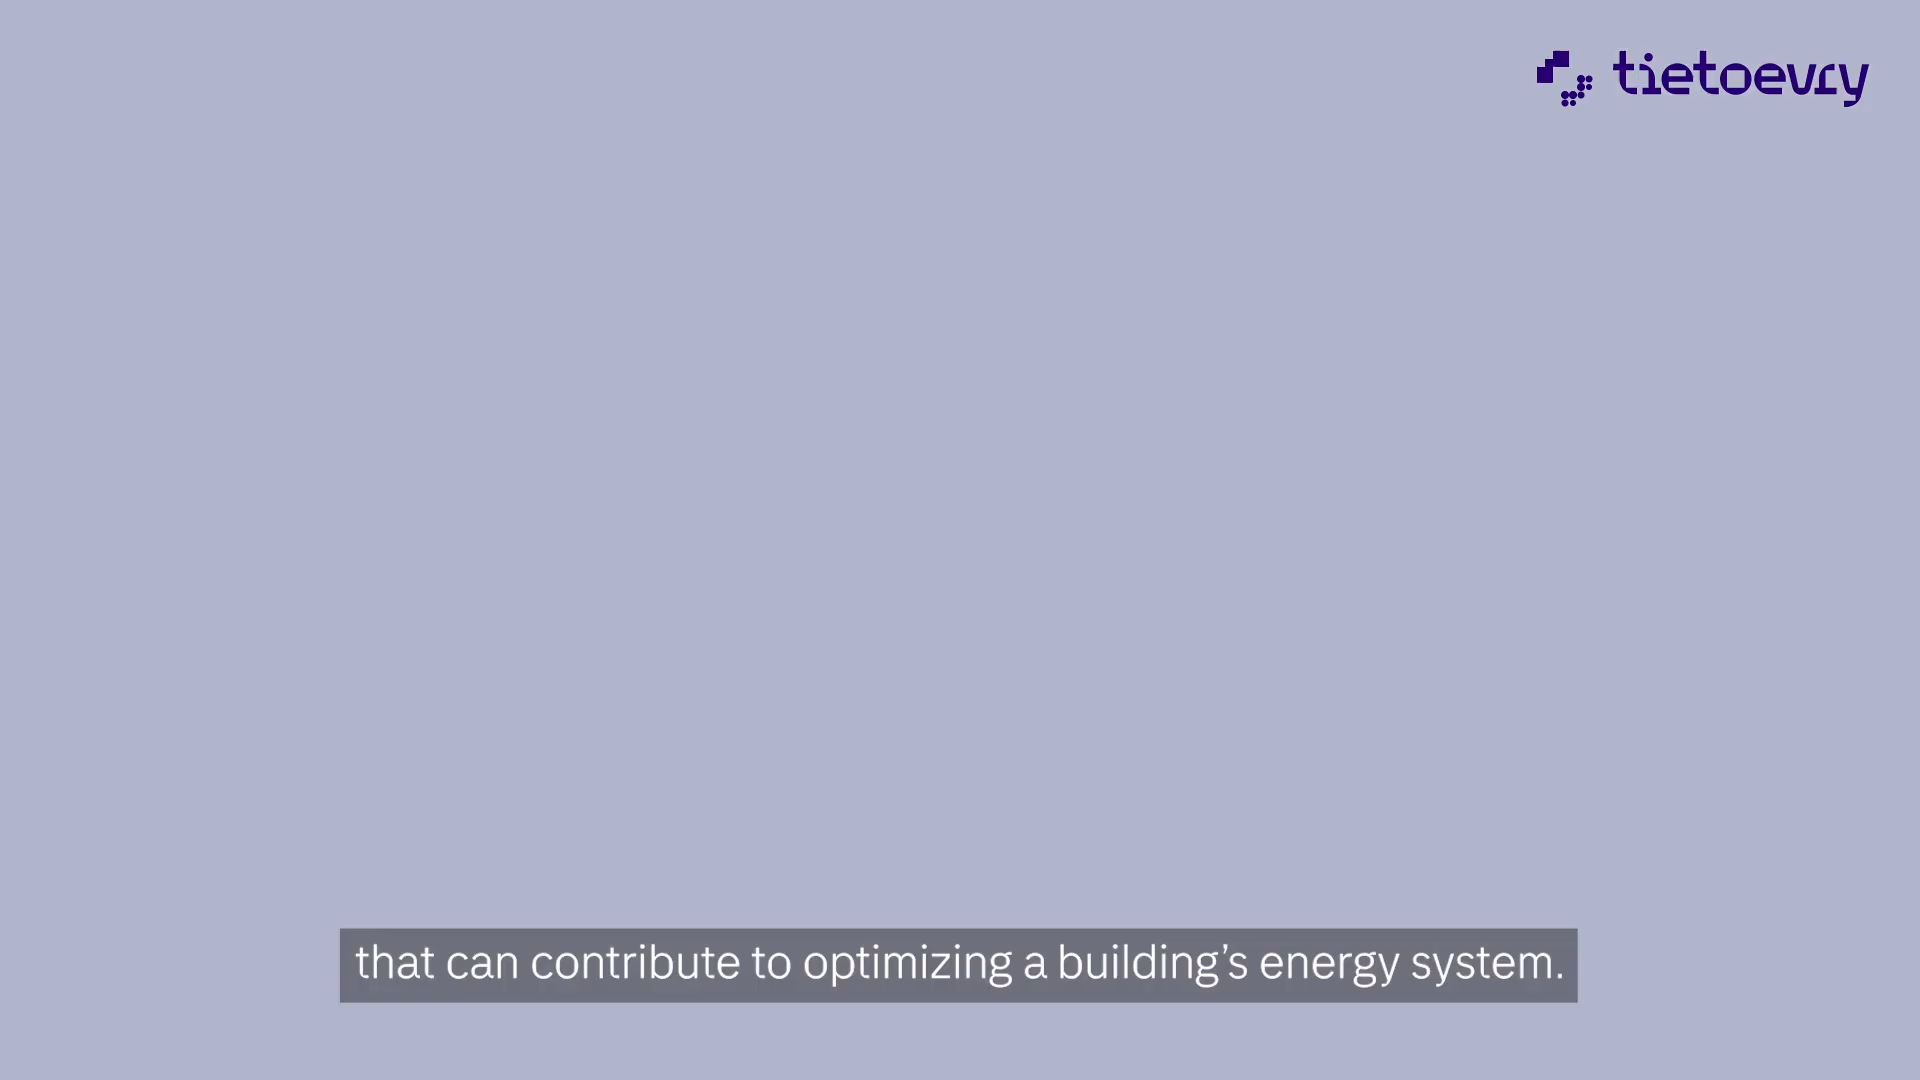 tietoevry
that can contribute to optimizing a building’s energy system.